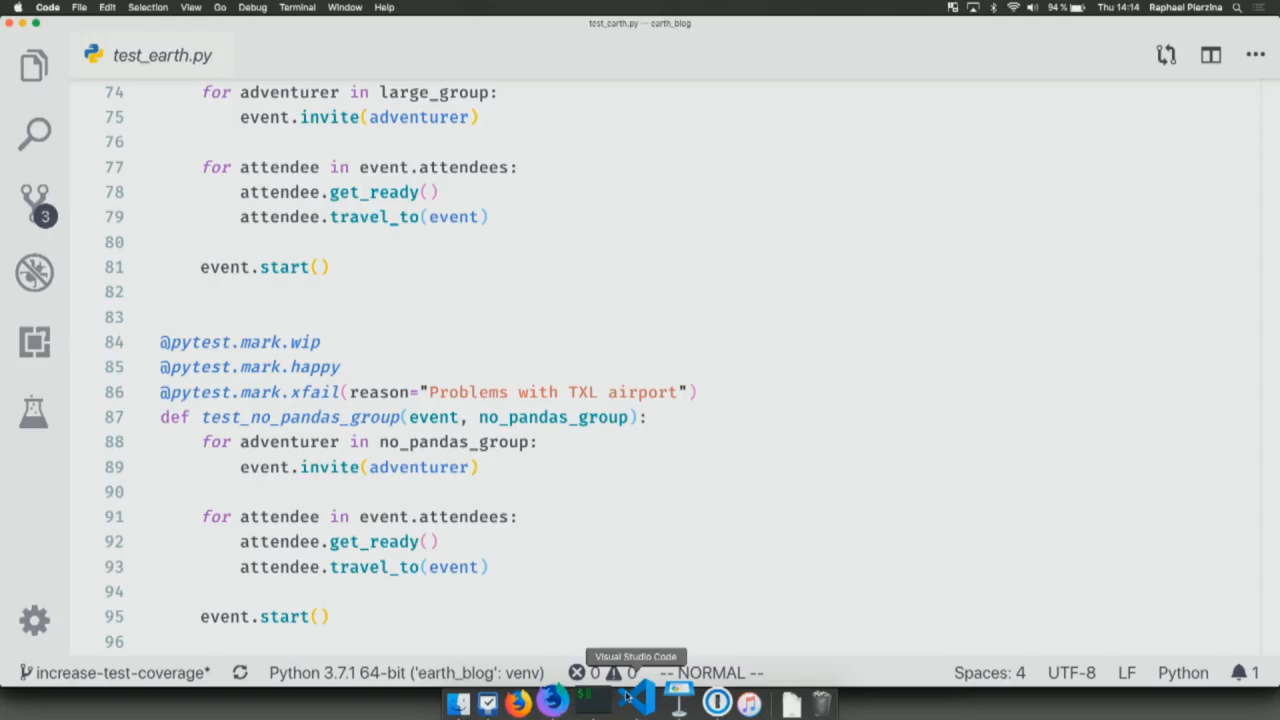 Code File Edit Selection View Go Debug Terminal Window Help 94% Thu 14:14 Raphael Pierzina
test_earth.py — earth_blog
test_earth.py
74 for adventurer in large_group:
75 event.invite(adventurer)
76
77 for attendee in event.attendees:
78 attendee.get_ready()
79 attendee.travel_to(event)
80
81 event.start()
82
83
84 @pytest.mark.wip
85 @pytest.mark.happy
86 @pytest.mark.xfail(reason="Problems with TXL airport")
87 def test_no_pandas_group(event, no_pandas_group):
88 for adventurer in no_pandas_group:
89 event.invite(adventurer)
90
91 for attendee in event.attendees:
92 attendee.get_ready()
93 attendee.travel_to(event)
94
95 event.start()
96
3
Visual Studio Code
increase-test-coverage* Python 3.7.1 64-bit ('earth_blog': venv) 0 0 -- NORMAL -- Spaces: 4 UTF-8 LF Python 1